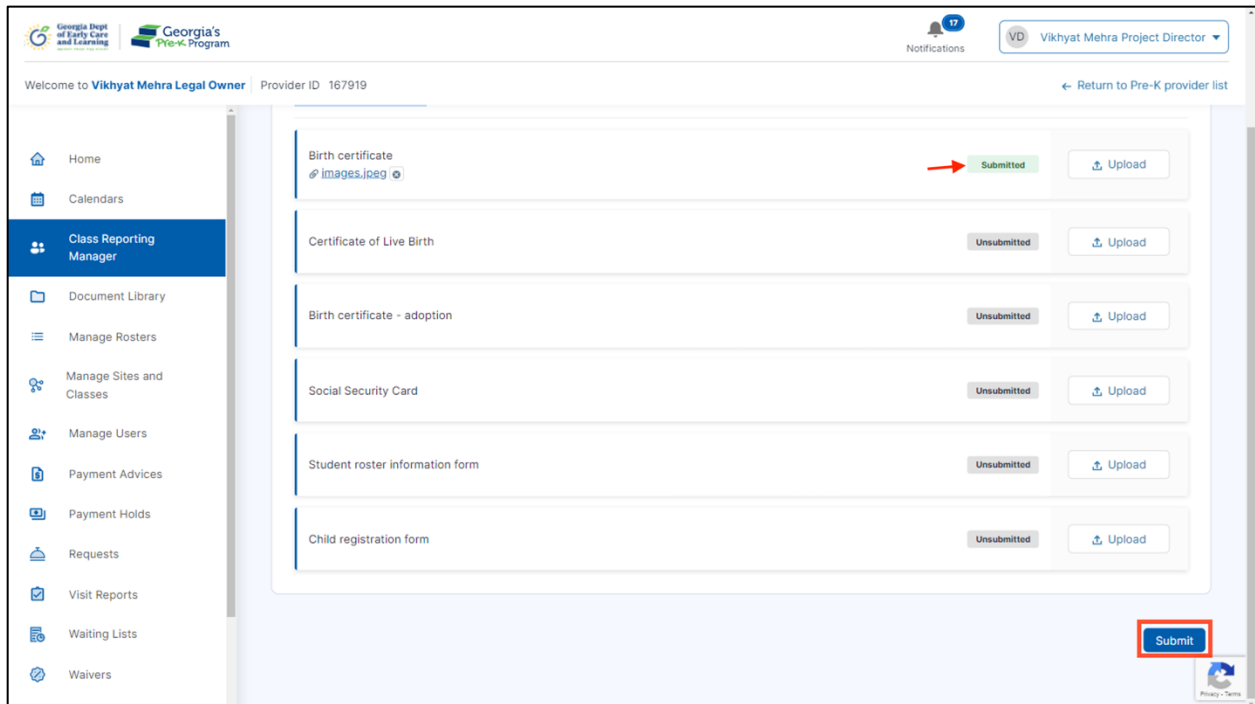 Georgia Dept
of Early Care
and Learning
Georgia's
Pre-K Program
17
Notifications
VD
Vikhyat Mehra Project Director
Welcome to Vikhyat Mehra Legal Owner
Provider ID 167919
← Return to Pre-K provider list
Home
Calendars
Class Reporting
Manager
Document Library
Manage Rosters
Manage Sites and
Classes
Manage Users
Payment Advices
Payment Holds
Requests
Visit Reports
Waiting Lists
Waivers
Birth certificate
images.jpeg
Submitted
Upload
Certificate of Live Birth
Unsubmitted
Upload
Birth certificate - adoption
Unsubmitted
Upload
Social Security Card
Unsubmitted
Upload
Student roster information form
Unsubmitted
Upload
Child registration form
Unsubmitted
Upload
Submit
Privacy - Terms